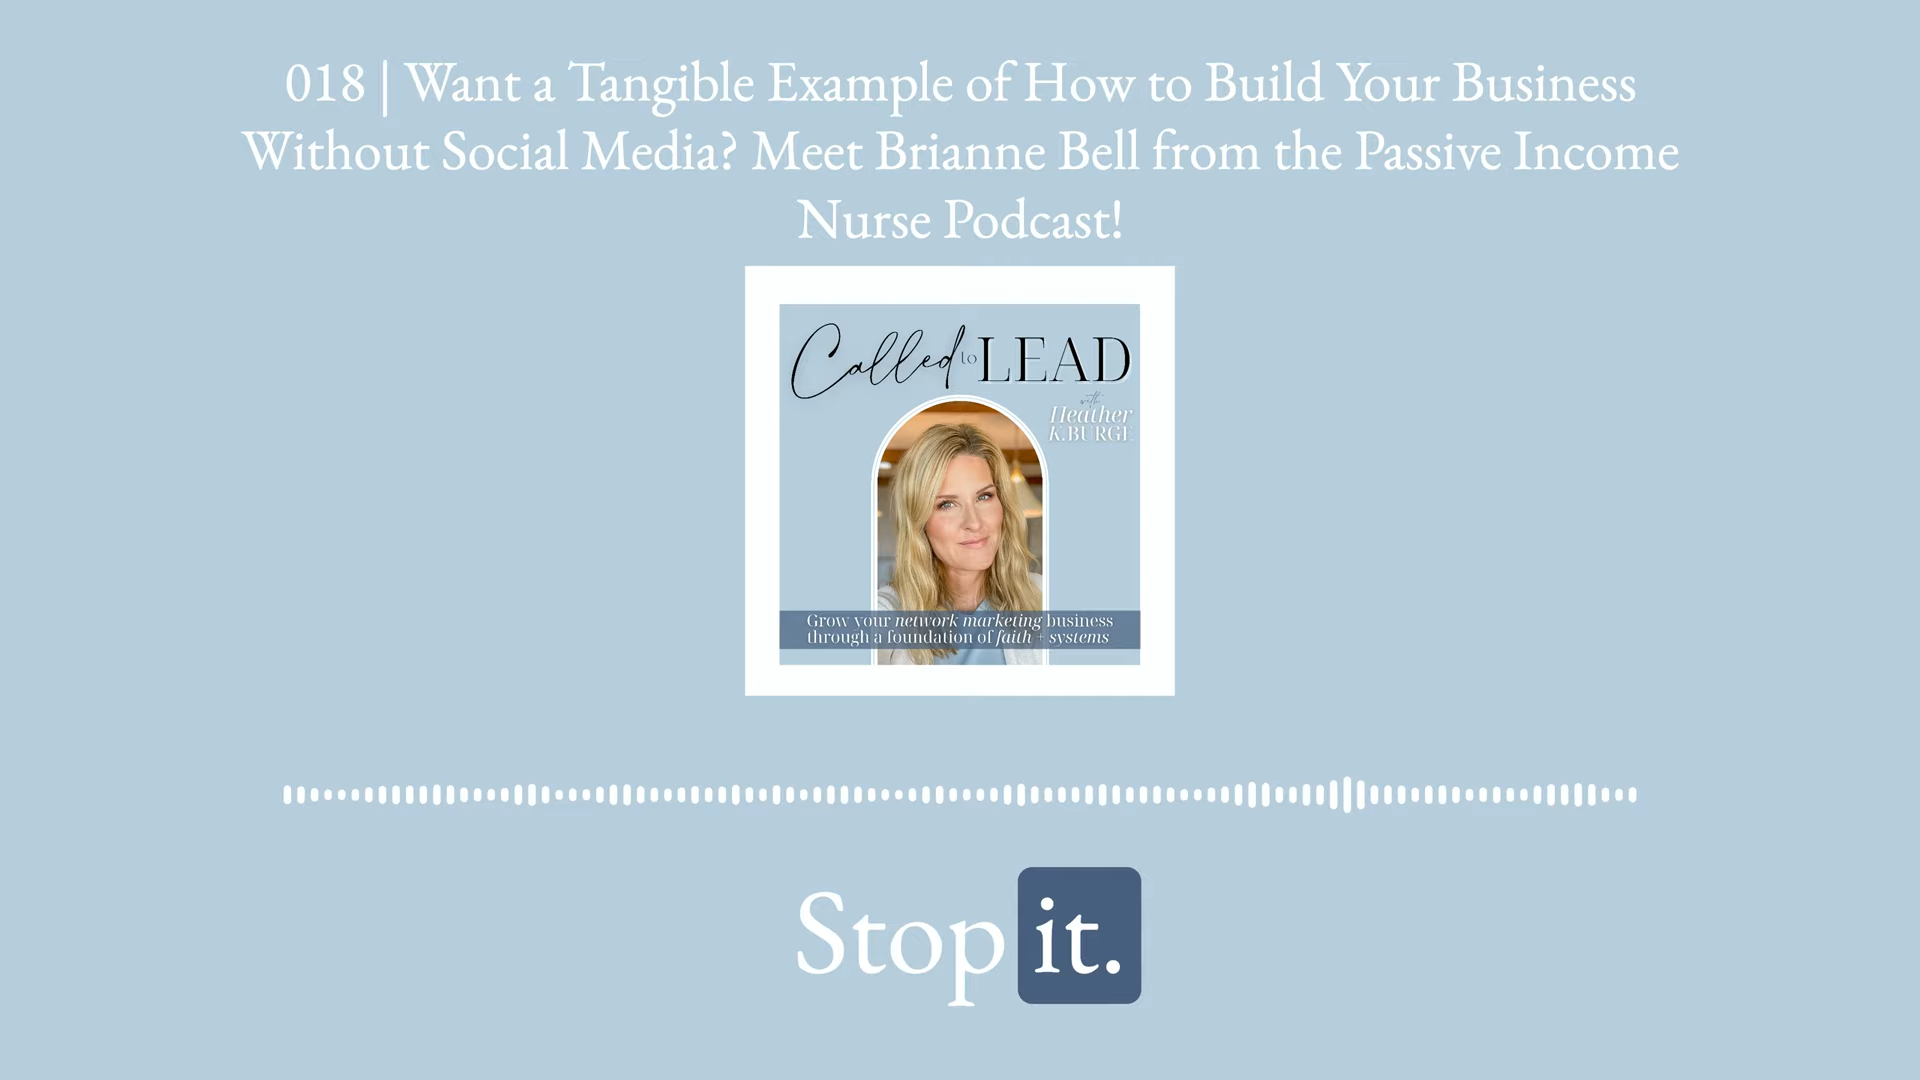 018 | Want a Tangible Example of How to Build Your Business
Without Social Media? Meet Brianne Bell from the Passive Income
Nurse Podcast!
Called to LEAD
with
Heather
K.BURGE
Grow your network marketing business
through a foundation of faith + systems
Stop it.